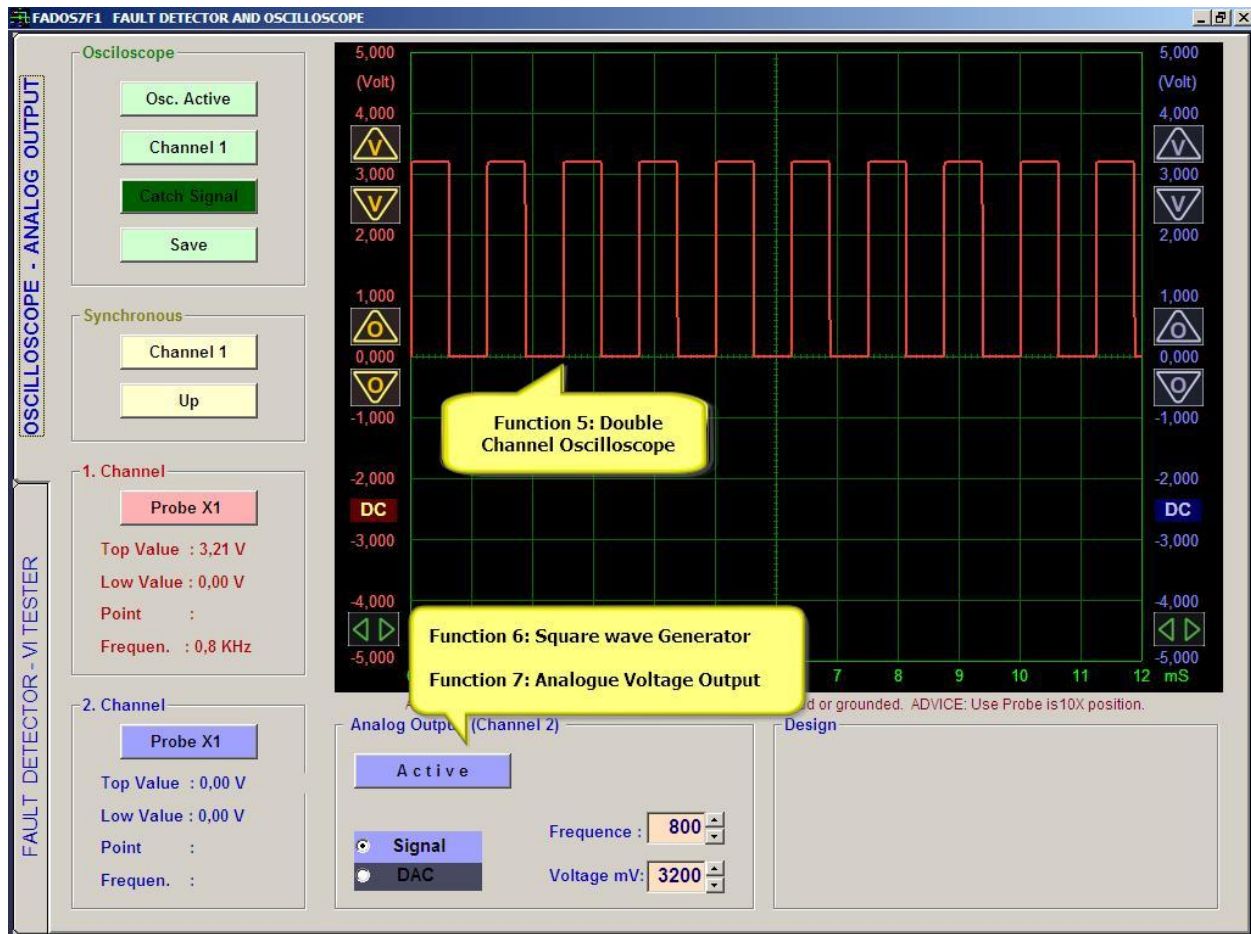 FADOS7F1 FAULT DETECTOR AND OSCILLOSCOPE
OSCILLOSCOPE - ANALOG OUTPUT
FAULT DETECTOR - VI TESTER
Osciloscope
Osc. Active
Channel 1
Catch Signal
Save
Synchronous
Channel 1
Up
1. Channel
Probe X1
Top Value : 3,21 V
Low Value : 0,00 V
Point :
Frequen. : 0,8 KHz
2. Channel
Probe X1
Top Value : 0,00 V
Low Value : 0,00 V
Point :
Frequen. :
5,000
(Volt)
4,000
V
3,000
V
2,000
1,000
O
0,000
O
-1,000
-2,000
DC
-3,000
-4,000
-5,000
Function 5: Double
Channel Oscilloscope
Function 6: Square wave Generator
Function 7: Analogue Voltage Output
5,000
(Volt)
4,000
V
3,000
V
2,000
1,000
O
0,000
O
-1,000
-2,000
DC
-3,000
-4,000
-5,000
7 8 9 10 11 12 mS
or grounded. ADVICE: Use Probe is10X position.
Analog Output (Channel 2)
Active
Signal
DAC
Frequence : 800
Voltage mV: 3200
Design